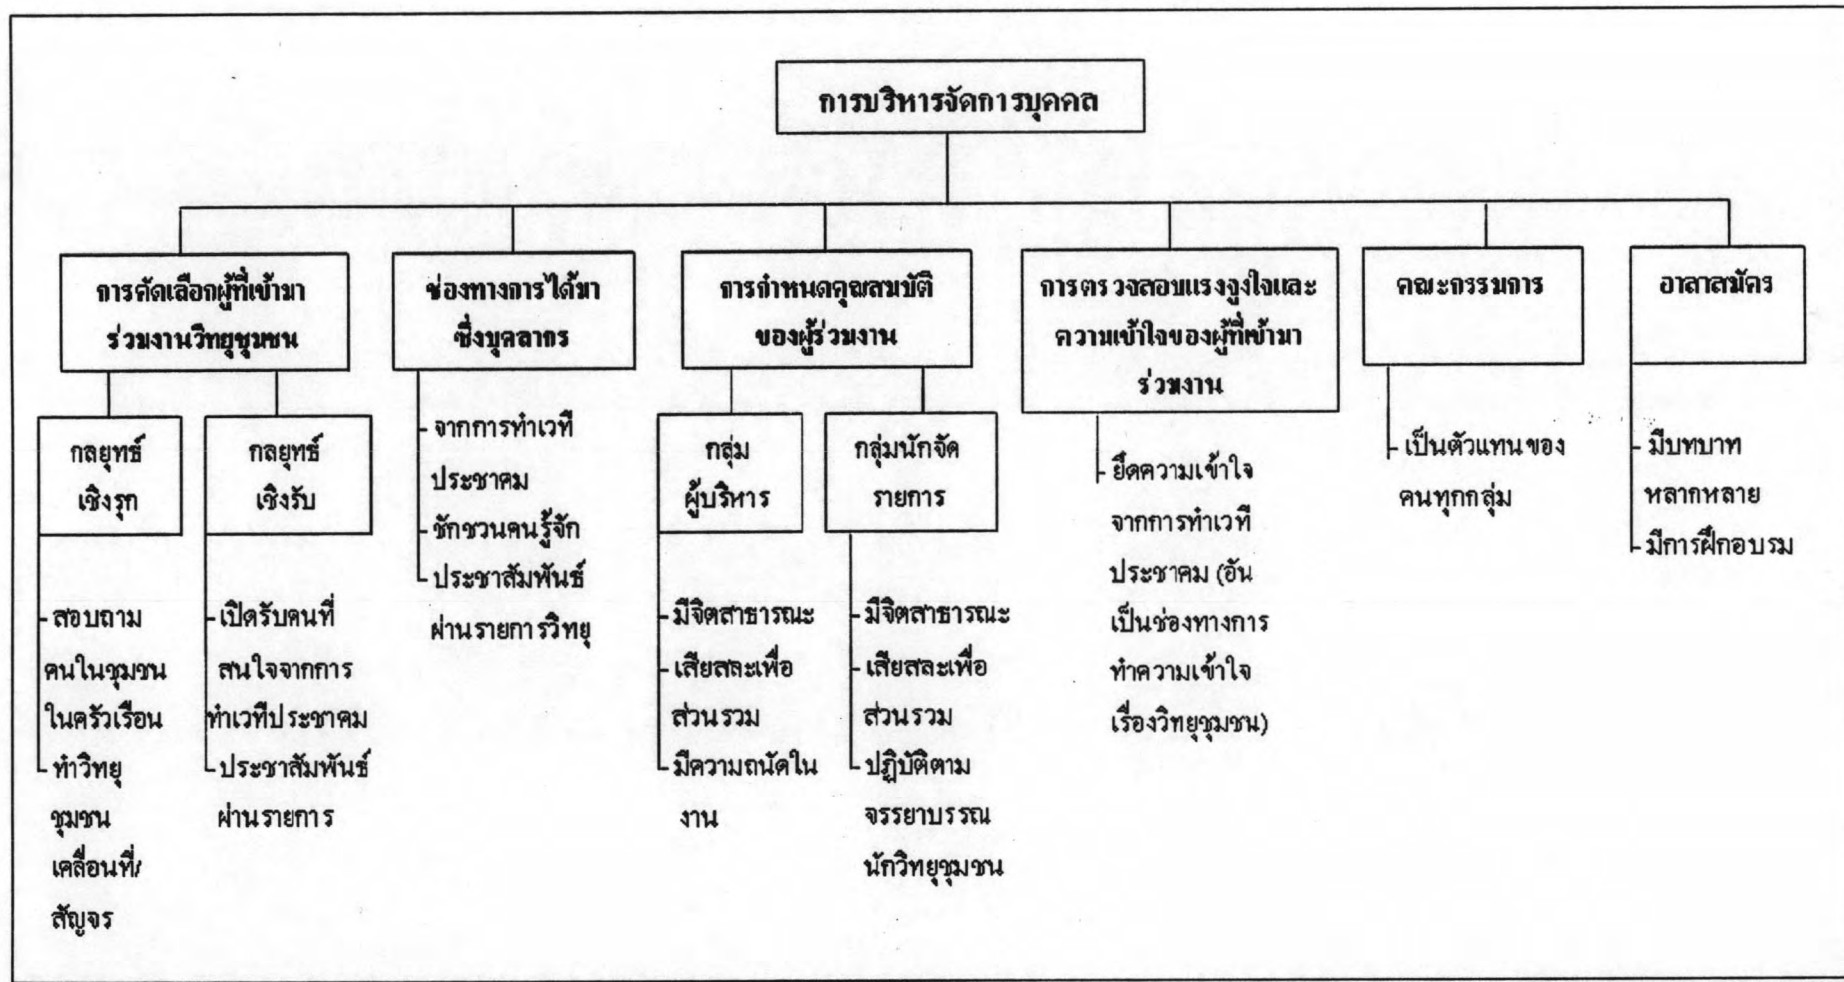 การบริหารจัดการบุคคล
การคัดเลือกผู้ที่เข้ามา
ร่วมงานวิทยุชุมชน
กลยุทธ์
เชิงรุก
- สอบถาม
คนในชุมชน
ในครัวเรือน
- ทำวิทยุ
ชุมชน
เคลื่อนที่/
สัญจร
กลยุทธ์
เชิงรับ
- เปิดรับคนที่
สนใจจากการ
ทำเวทีประชาคม
- ประชาสัมพันธ์
ผ่านรายการ
ช่องทางการได้มา
ซึ่งบุคลากร
- จากการทำเวที
ประชาคม
- ชักชวนคนรู้จัก
- ประชาสัมพันธ์
ผ่านรายการวิทยุ
การกำหนดคุณสมบัติ
ของผู้ร่วมงาน
กลุ่ม
ผู้บริหาร
- มีจิตสาธารณะ
- เสียสละเพื่อ
ส่วนรวม
- มีความถนัดใน
งาน
กลุ่มนักจัด
รายการ
- มีจิตสาธารณะ
- เสียสละเพื่อ
ส่วนรวม
- ปฏิบัติตาม
จรรยาบรรณ
นักวิทยุชุมชน
การตรวจสอบแรงจูงใจและ
ความเข้าใจของผู้ที่เข้ามา
ร่วมงาน
- ยึดความเข้าใจ
จากการทำเวที
ประชาคม (อัน
เป็นช่องทางการ
ทำความเข้าใจ
เรื่องวิทยุชุมชน)
คณะกรรมการ
- เป็นตัวแทนของ
คนทุกกลุ่ม
อาสาสมัคร
- มีบทบาท
หลากหลาย
- มีการฝึกอบรม